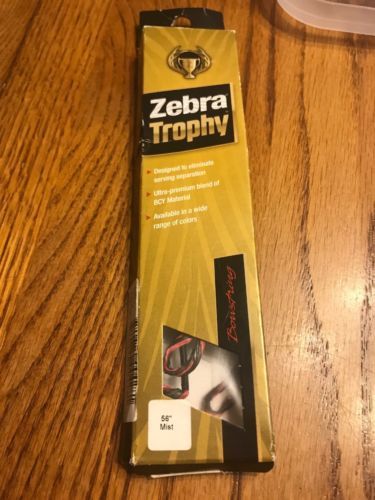 Zebra
Trophy
Designed to eliminate
serving separation
Ultra-premium blend of
BCY Material
Available in a wide
range of colors
Bowstring
56"
Mist